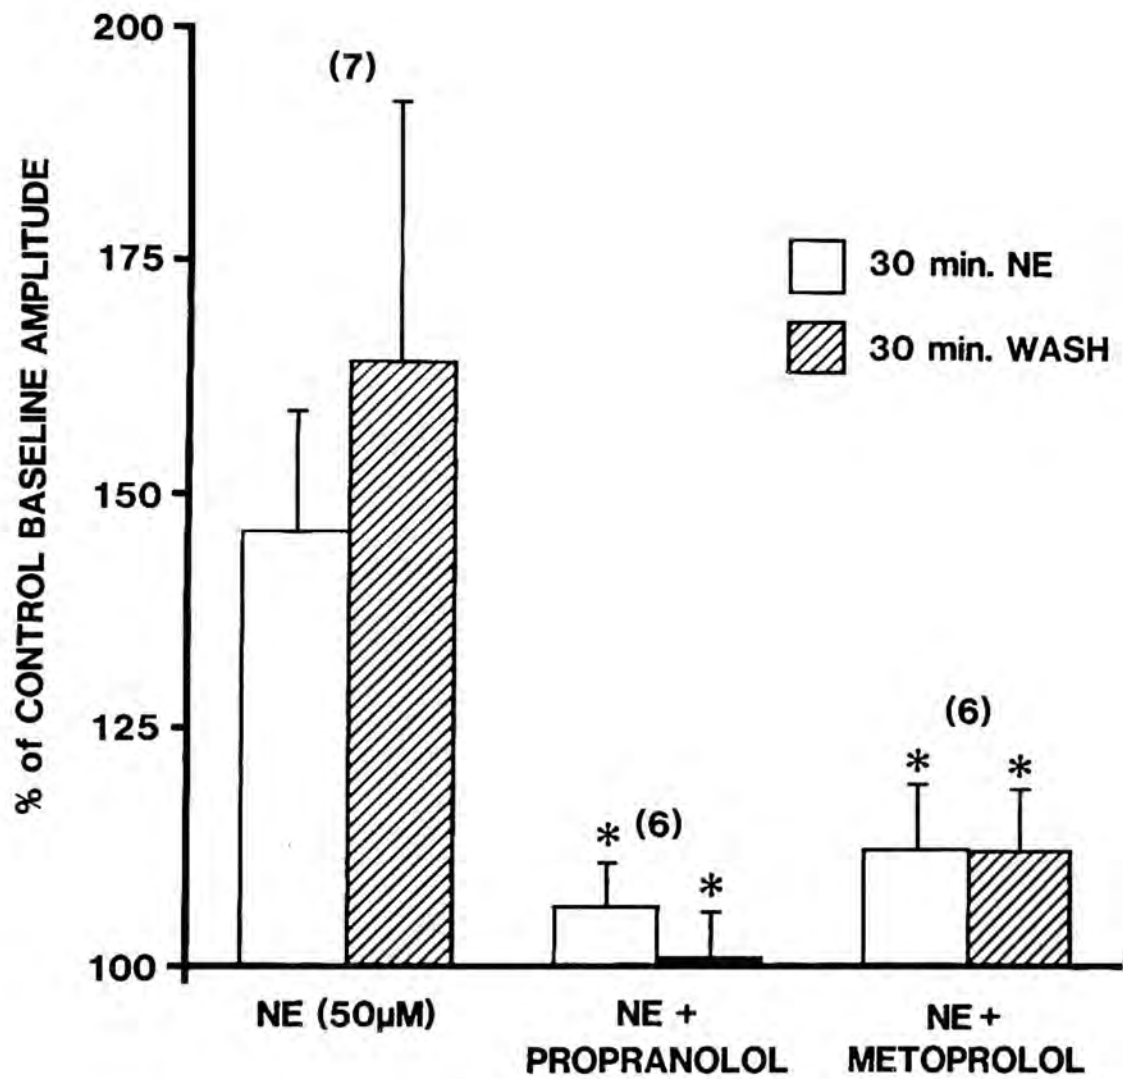 % of CONTROL BASELINE AMPLITUDE
200
175
150
125
100
(7)
30 min. NE
30 min. WASH
* (6)
*
(6)
*
*
NE (50µM)
NE +
PROPRANOLOL
NE +
METOPROLOL